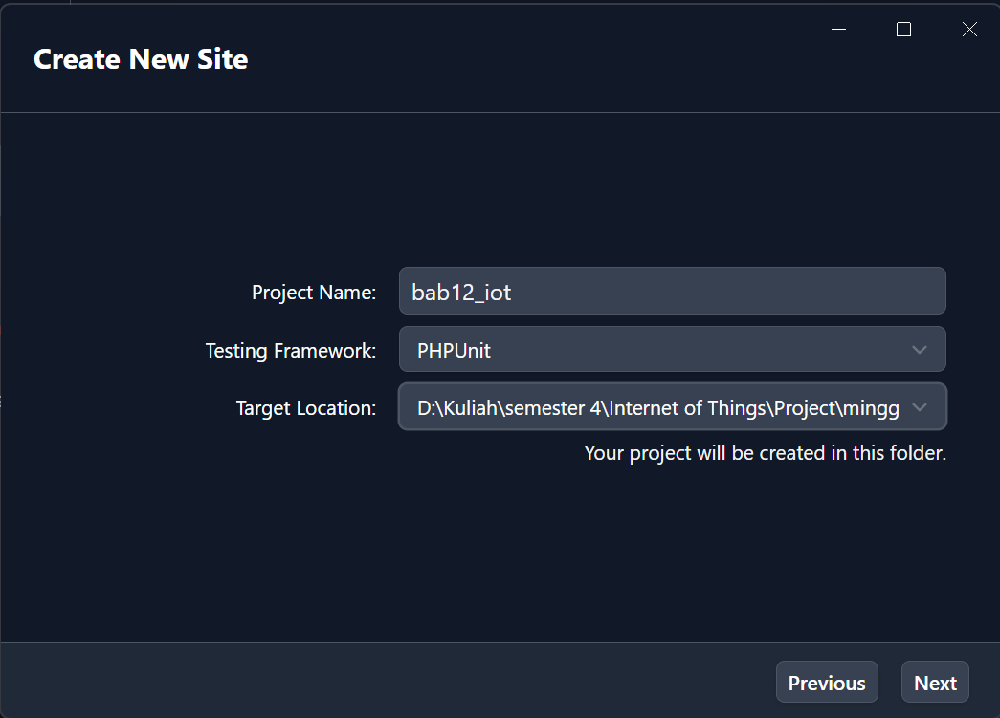 Create New Site
Project Name: bab12_iot
Testing Framework: PHPUnit
Target Location: D:\Kuliah\semester 4\Internet of Things\Project\mingg
Your project will be created in this folder.
Previous Next